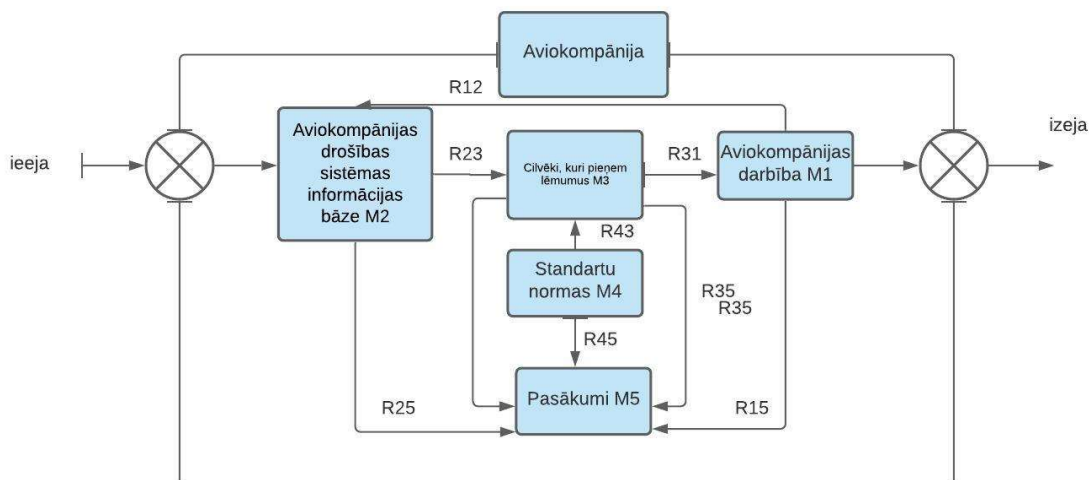 Aviokompānija
R12
ieeja
Aviokompānijas
drošības
sistēmas
informācijas
bāze M2
R23
Cilvēki, kuri pieņem
lēmumus M3
R31
Aviokompānijas
darbība M1
izeja
R43
Standartu
normas M4
R35
R35
R45
Pasākumi M5
R25
R15